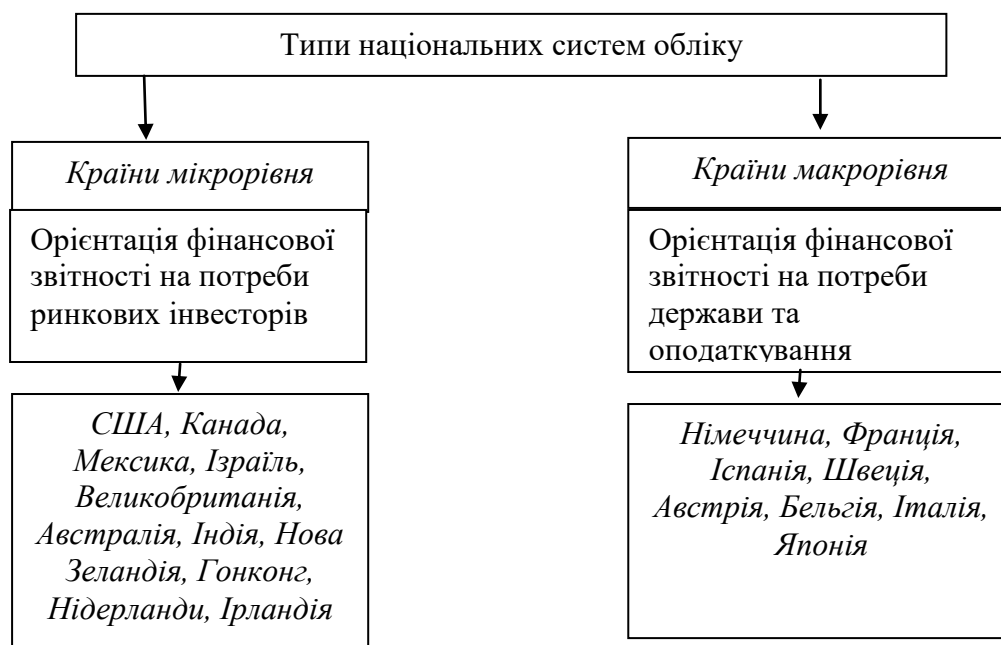 Типи національних систем обліку
Країни мікрорівня
Орієнтація фінансової
звітності на потреби
ринкових інвесторів
США, Канада,
Мексика, Ізраїль,
Великобританія,
Австралія, Індія, Нова
Зеландія, Гонконг,
Нідерланди, Ірландія
Країни макрорівня
Орієнтація фінансової
звітності на потреби
держави та
оподаткування
Німеччина, Франція,
Іспанія, Швеція,
Австрія, Бельгія, Італія,
Японія